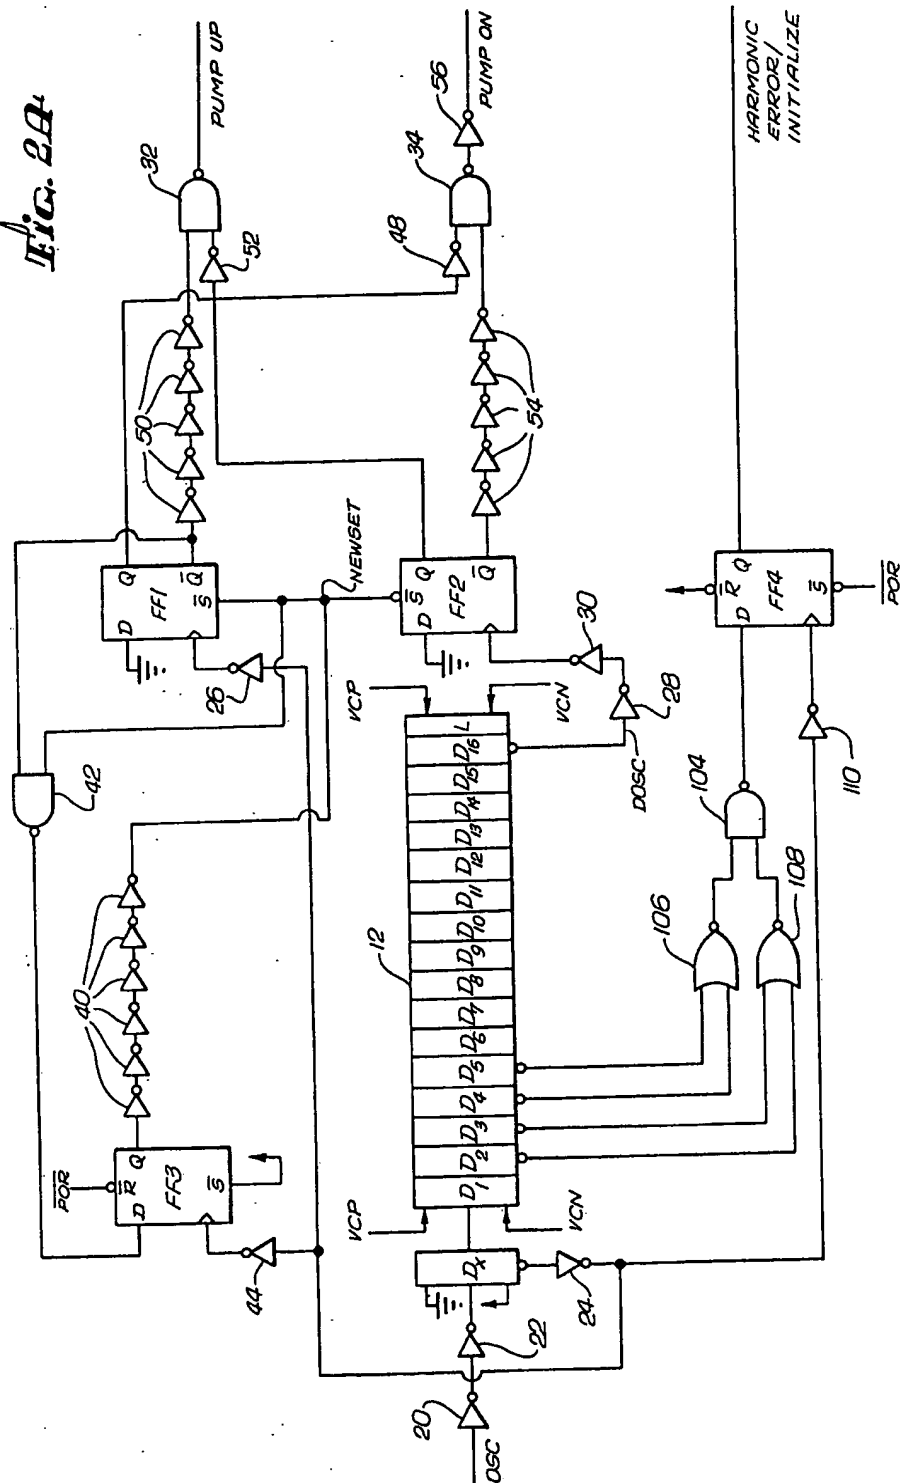 Fig. 2A
PUMP UP
PUMP ON
HARMONIC
ERROR/
INITIALIZE
32
52
50
48
34
56
54
42
40
44
26
28
30
20
22
24
12
104
106
108
110
D
Q
FF1
Q̅
S̅
NEWSET
S̅
D
Q
FF2
Q̅
P̅O̅R̅
R̅
D
Q
FF3
S̅
R̅
D
Q
FF4
S̅
P̅O̅R̅
VCP
VCN
VCP
VCN
OSC
DOSC
Dx
D1 D2 D3 D4 D5 D6 D7 D8 D9 D10 D11 D12 D13 D14 D15 D16 L